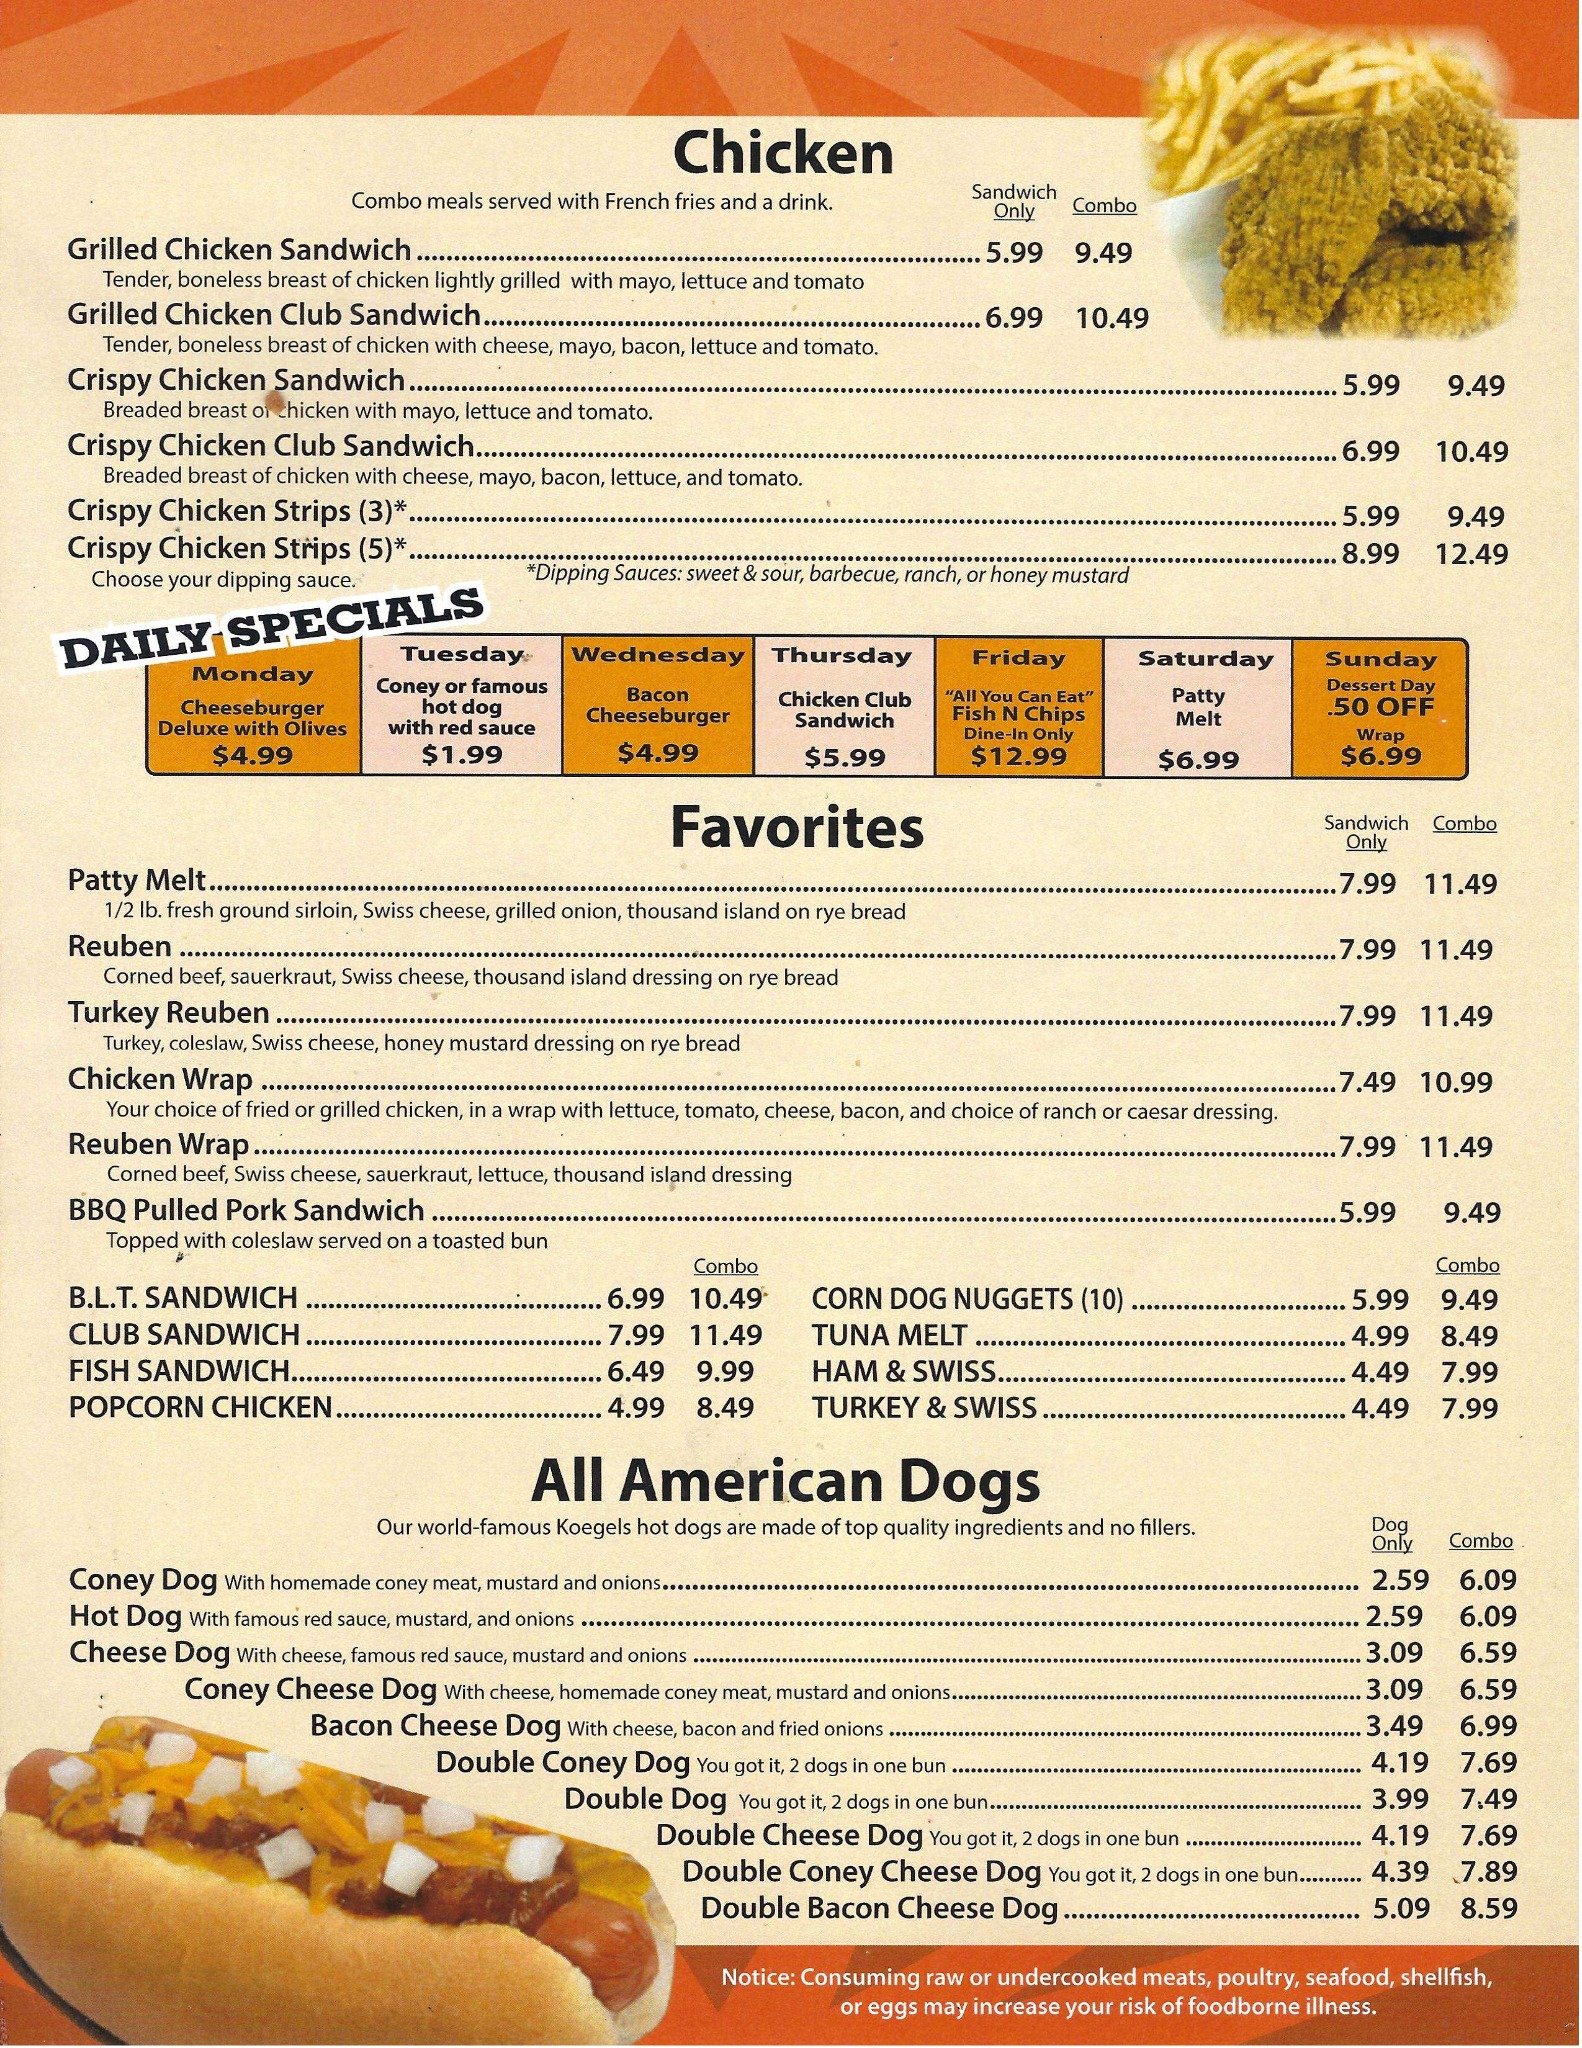 Chicken
Combo meals served with French fries and a drink.
Sandwich Only Combo
Grilled Chicken Sandwich ........ 5.99 9.49
Tender, boneless breast of chicken lightly grilled with mayo, lettuce and tomato
Grilled Chicken Club Sandwich........ 6.99 10.49
Tender, boneless breast of chicken with cheese, mayo, bacon, lettuce and tomato.
Crispy Chicken Sandwich........ 5.99 9.49
Breaded breast of chicken with mayo, lettuce and tomato.
Crispy Chicken Club Sandwich........ 6.99 10.49
Breaded breast of chicken with cheese, mayo, bacon, lettuce, and tomato.
Crispy Chicken Strips (3)*........ 5.99 9.49
Crispy Chicken Strips (5)*........ 8.99 12.49
Choose your dipping sauce. *Dipping Sauces: sweet & sour, barbecue, ranch, or honey mustard
DAILY SPECIALS
Monday
Cheeseburger
Deluxe with Olives
$4.99
Tuesday
Coney or famous
hot dog
with red sauce
$1.99
Wednesday
Bacon
Cheeseburger
$4.99
Thursday
Chicken Club
Sandwich
$5.99
Friday
"All You Can Eat"
Fish N Chips
Dine-In Only
$12.99
Saturday
Patty
Melt
$6.99
Sunday
Dessert Day
.50 OFF
Wrap
$6.99
Favorites
Sandwich Only Combo
Patty Melt........ 7.99 11.49
1/2 lb. fresh ground sirloin, Swiss cheese, grilled onion, thousand island on rye bread
Reuben ........ 7.99 11.49
Corned beef, sauerkraut, Swiss cheese, thousand island dressing on rye bread
Turkey Reuben ........ 7.99 11.49
Turkey, coleslaw, Swiss cheese, honey mustard dressing on rye bread
Chicken Wrap ........ 7.49 10.99
Your choice of fried or grilled chicken, in a wrap with lettuce, tomato, cheese, bacon, and choice of ranch or caesar dressing.
Reuben Wrap ........ 7.99 11.49
Corned beef, Swiss cheese, sauerkraut, lettuce, thousand island dressing
BBQ Pulled Pork Sandwich ........ 5.99 9.49
Topped with coleslaw served on a toasted bun
Combo
B.L.T. SANDWICH ........ 6.99 10.49
CLUB SANDWICH ........ 7.99 11.49
FISH SANDWICH........ 6.49 9.99
POPCORN CHICKEN........ 4.99 8.49
Combo
CORN DOG NUGGETS (10) ........ 5.99 9.49
TUNA MELT ........ 4.99 8.49
HAM & SWISS........ 4.49 7.99
TURKEY & SWISS ........ 4.49 7.99
All American Dogs
Our world-famous Koegels hot dogs are made of top quality ingredients and no fillers.
Dog Only Combo
Coney Dog With homemade coney meat, mustard and onions........ 2.59 6.09
Hot Dog With famous red sauce, mustard, and onions ........ 2.59 6.09
Cheese Dog With cheese, famous red sauce, mustard and onions ........ 3.09 6.59
Coney Cheese Dog With cheese, homemade coney meat, mustard and onions........ 3.09 6.59
Bacon Cheese Dog With cheese, bacon and fried onions ........ 3.49 6.99
Double Coney Dog You got it, 2 dogs in one bun ........ 4.19 7.69
Double Dog You got it, 2 dogs in one bun........ 3.99 7.49
Double Cheese Dog You got it, 2 dogs in one bun ........ 4.19 7.69
Double Coney Cheese Dog You got it, 2 dogs in one bun........ 4.39 7.89
Double Bacon Cheese Dog ........ 5.09 8.59
Notice: Consuming raw or undercooked meats, poultry, seafood, shellfish,
or eggs may increase your risk of foodborne illness.